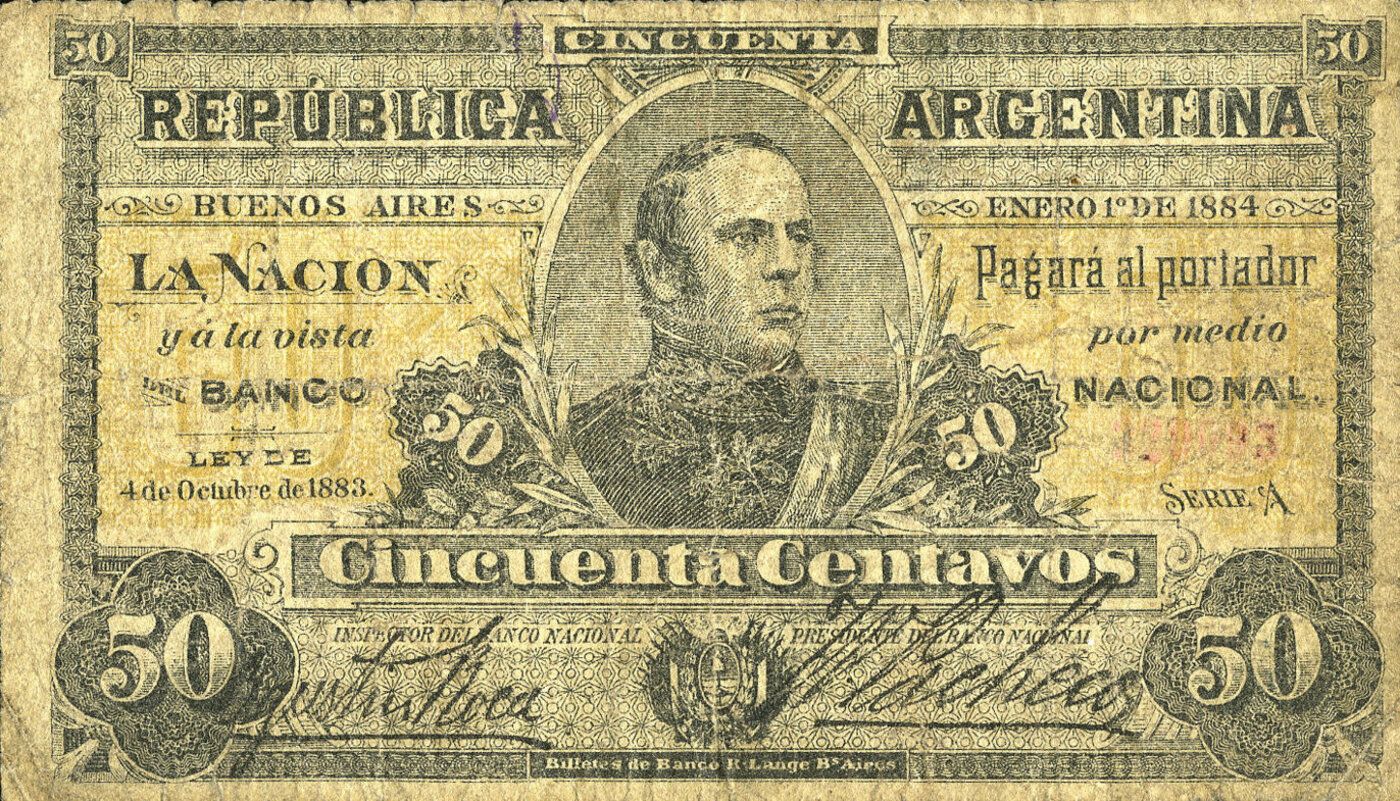 50 CINCUENTA 50
REPÚBLICA ARGENTINA
BUENOS AIRES ENERO 1º DE 1884
LA NACION Pagará al portador
y á la vista por medio
DEL BANCO NACIONAL.
50 50
LEY DE
4 de Octubre de 1883. SERIE A
Cincuenta Centavos
INSPECTOR DEL BANCO NACIONAL PRESIDENTE DEL BANCO NACIONAL
50 50
Billetes de Banco R. Lange Bs Aires